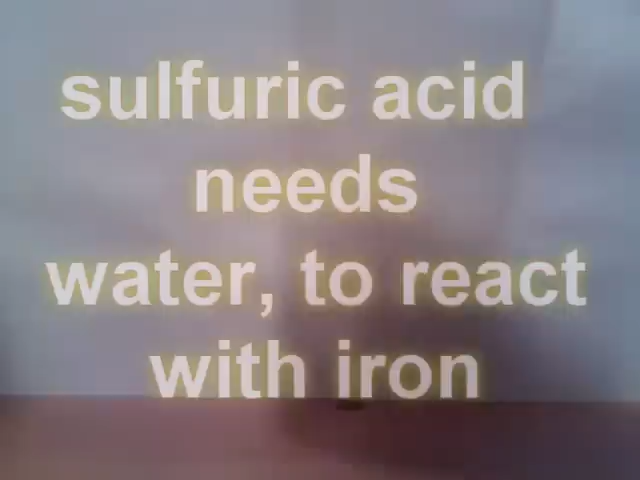 sulfuric acid
needs
water, to react
with iron